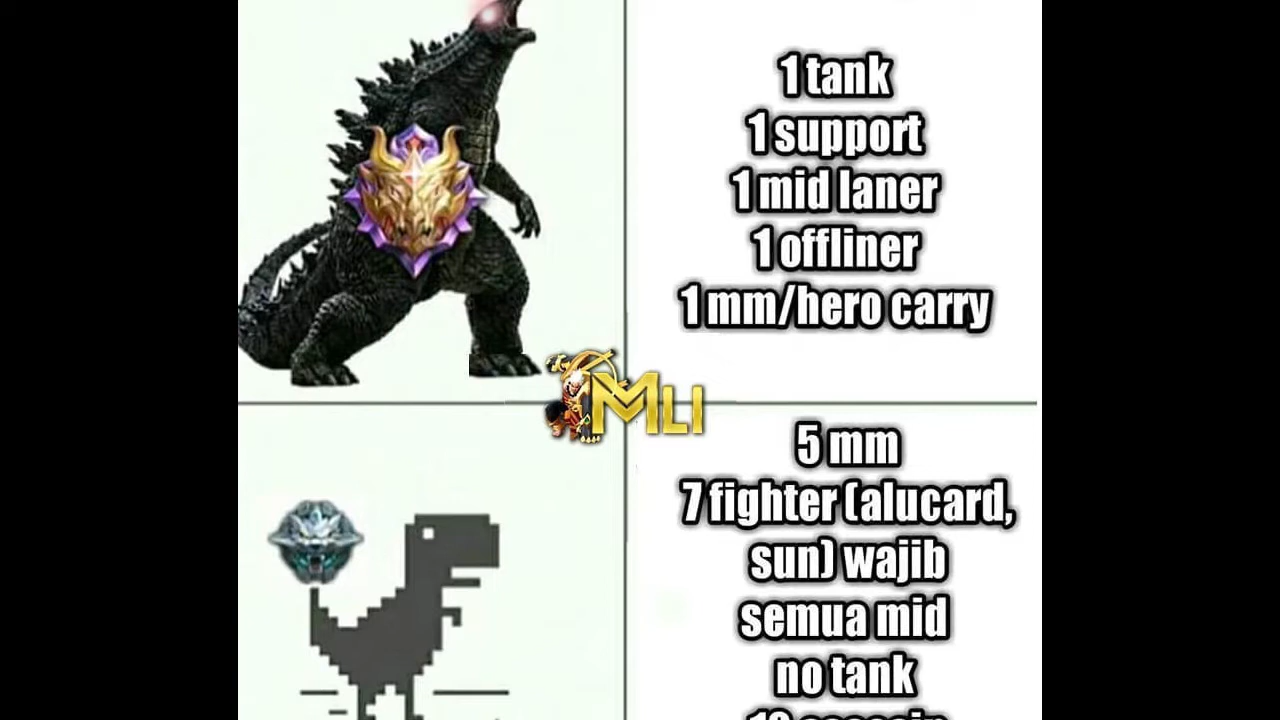 1 tank
1 support
1 mid laner
1 offliner
1 mm/hero carry
MLI
5 mm
7 fighter (alucard,
sun) wajib
semua mid
no tank